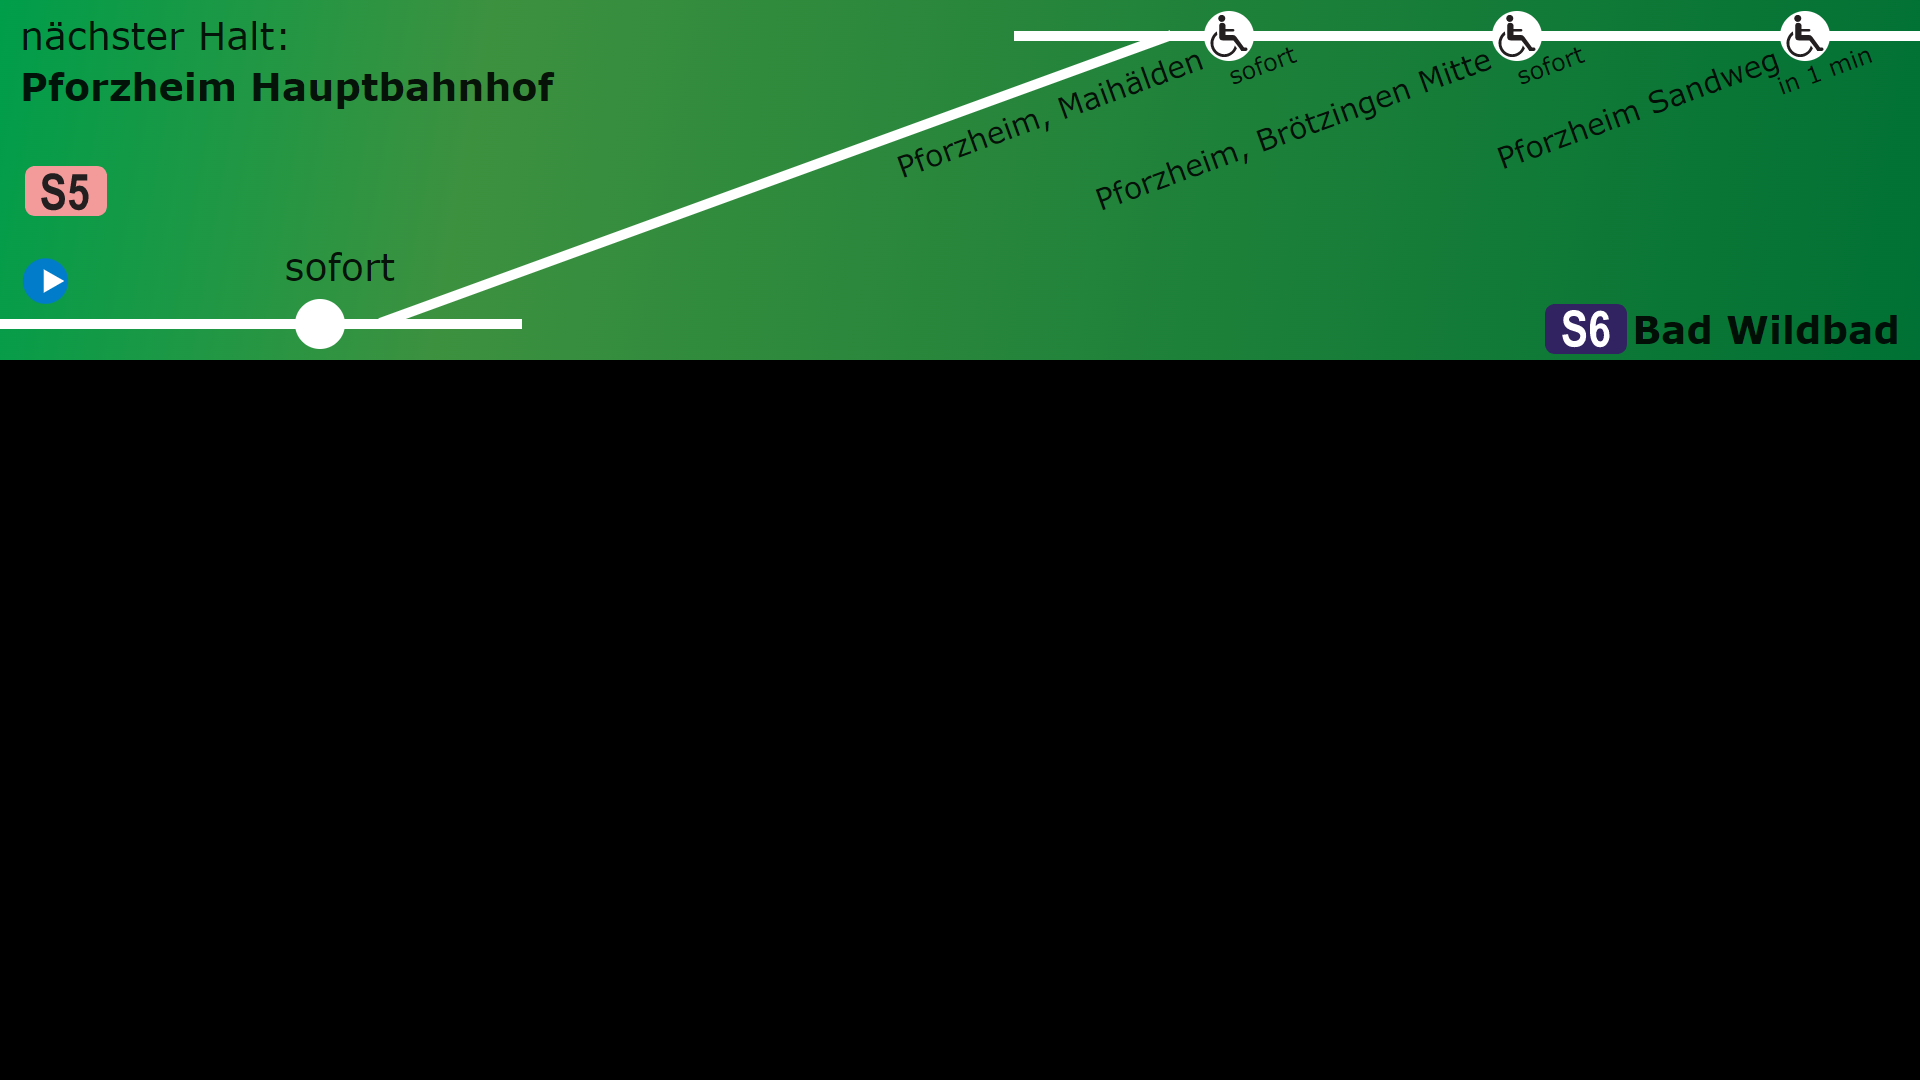 nächster Halt:
Pforzheim Hauptbahnhof
S5
sofort
Pforzheim, Maihälden
sofort
Pforzheim, Brötzingen Mitte
sofort
Pforzheim Sandweg
in 1 min
S6 Bad Wildbad